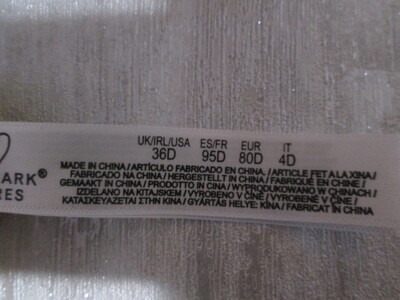 UK/IRL/USA ES/FR EUR IT
36D 95D 80D 4D
MADE IN CHINA / ARTÍCULO FABRICADO EN CHINA, / ARTICLE FET A LA XINA /
FABRICADO NA CHINA / HERGESTELLT IN CHINA / FABRIQUÉ EN CHINE /
GEMAAKT IN CHINA / PRODOTTO IN CINA / WYPRODUKOWANO W CHINACH /
IZDELANO NA KITAJSKEM / VYROBENO V ČÍNĚ / VYROBENÉ V ČÍNE /
ΚΑΤΑΣΚΕΥΑΖΕΤΑΙ ΣΤΗΝ ΚΙΝΑ / GYÁRTÁS HELYE: KÍNA / FABRICAT ÎN CHINA
ARK®
RES